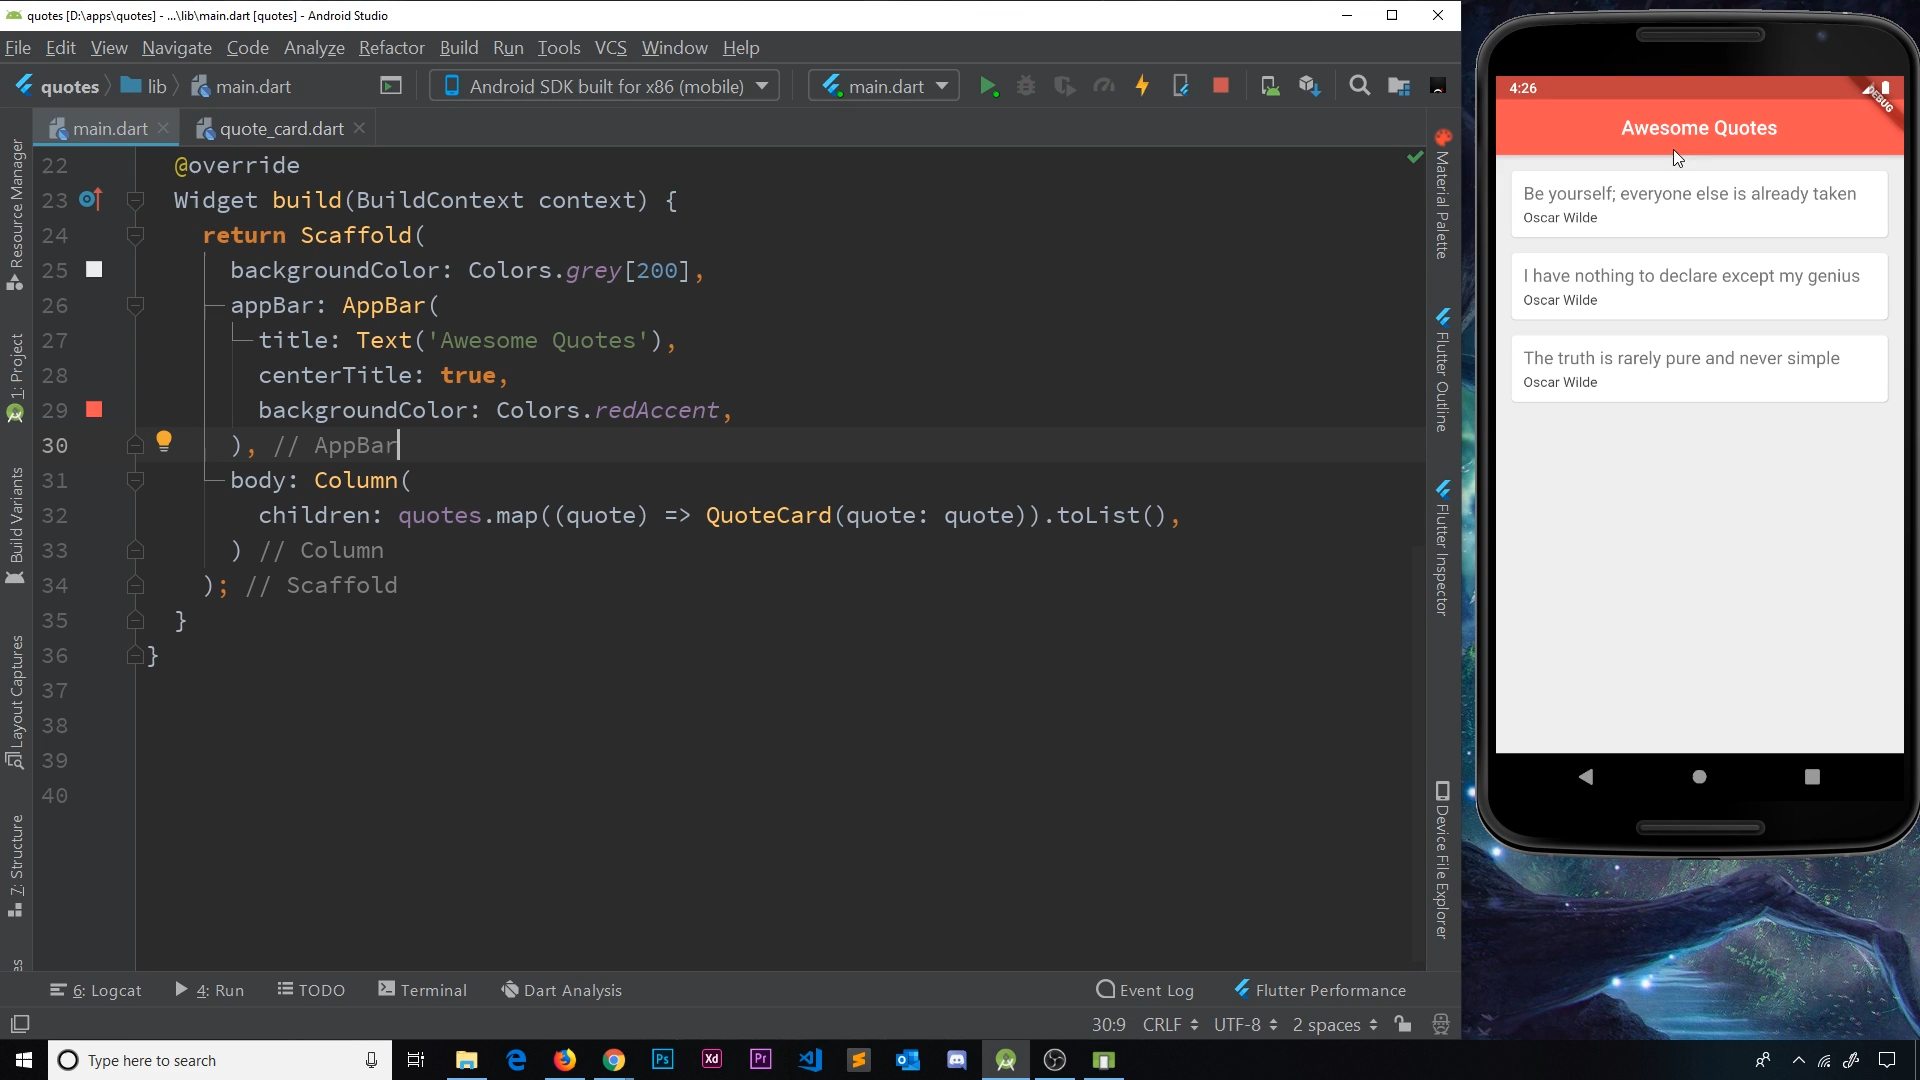 quotes [D:\apps\quotes] - ...\lib\main.dart [quotes] - Android Studio
File Edit View Navigate Code Analyze Refactor Build Run Tools VCS Window Help
quotes lib main.dart Android SDK built for x86 (mobile) main.dart
main.dart quote_card.dart
22 @override
23 Widget build(BuildContext context) {
24 return Scaffold(
25 backgroundColor: Colors.grey[200],
26 appBar: AppBar(
27 title: Text('Awesome Quotes'),
28 centerTitle: true,
29 backgroundColor: Colors.redAccent,
30 ), // AppBar
31 body: Column(
32 children: quotes.map((quote) => QuoteCard(quote: quote)).toList(),
33 ) // Column
34 ); // Scaffold
35 }
36 }
37
38
39
40
Resource Manager
1: Project
Build Variants
Layout Captures
7: Structure
es
Material Palette
Flutter Outline
Flutter Inspector
Device File Explorer
4:26
DEBUG
Awesome Quotes
Be yourself; everyone else is already taken
Oscar Wilde
I have nothing to declare except my genius
Oscar Wilde
The truth is rarely pure and never simple
Oscar Wilde
6: Logcat 4: Run TODO Terminal Dart Analysis Event Log Flutter Performance
30:9 CRLF UTF-8 2 spaces
Type here to search
Ps Xd Pr